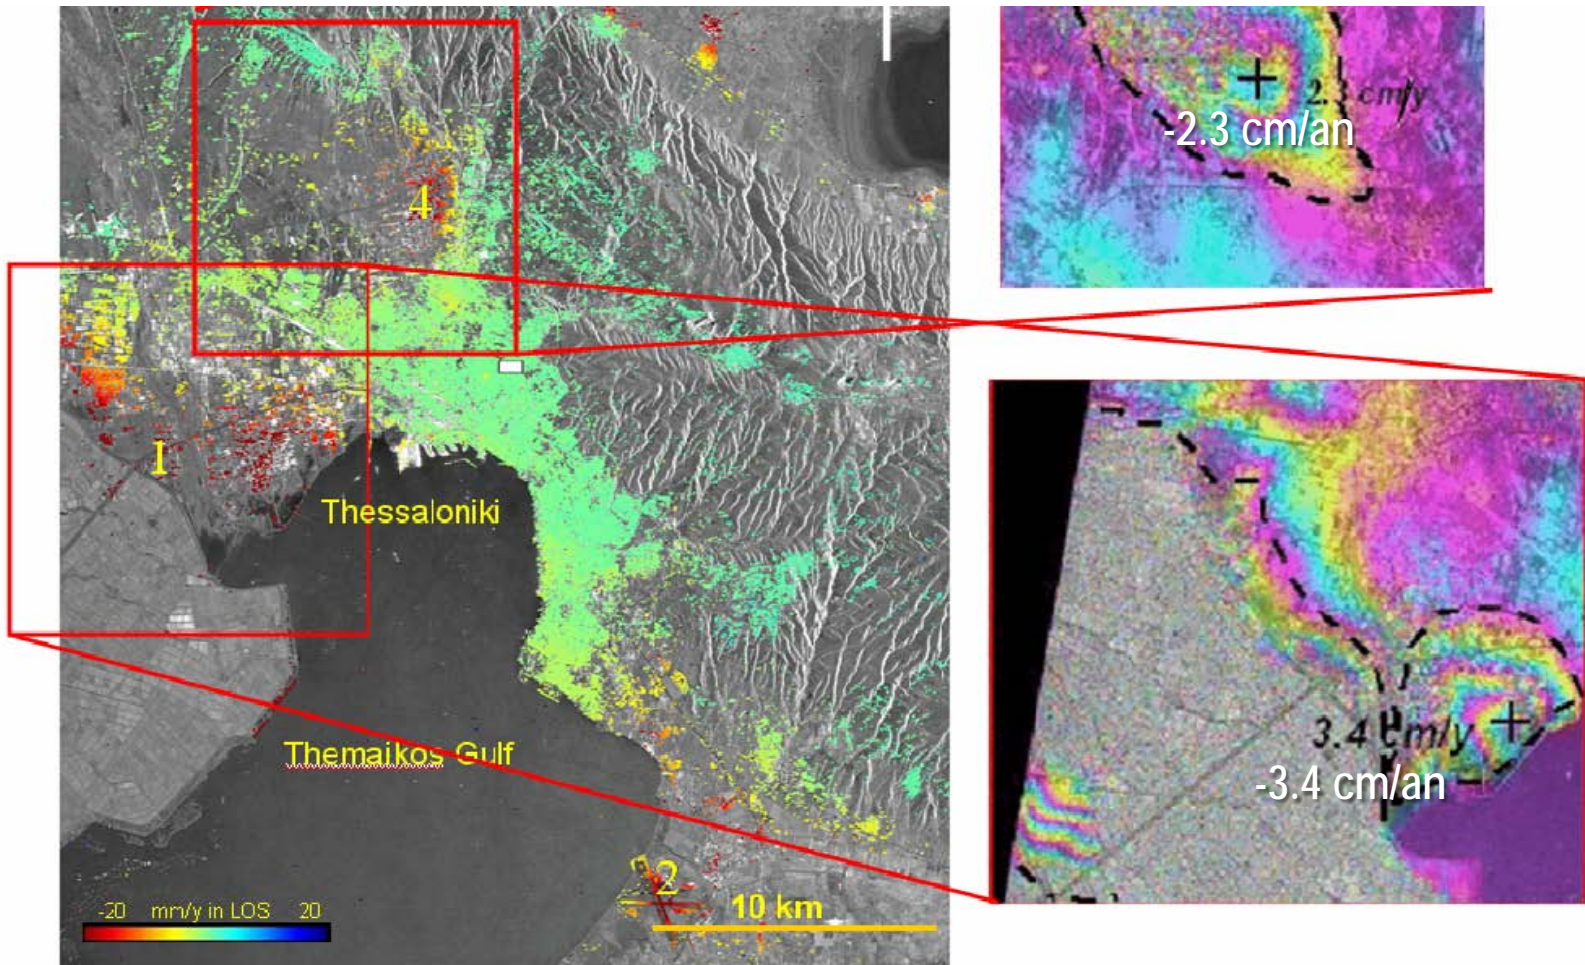 4
1
Thessaloniki
Themaikos Gulf
2
10 km
-20 mm/y in LOS 20
cm/y
-2.3 cm/an
3.4 cm/y
-3.4 cm/an